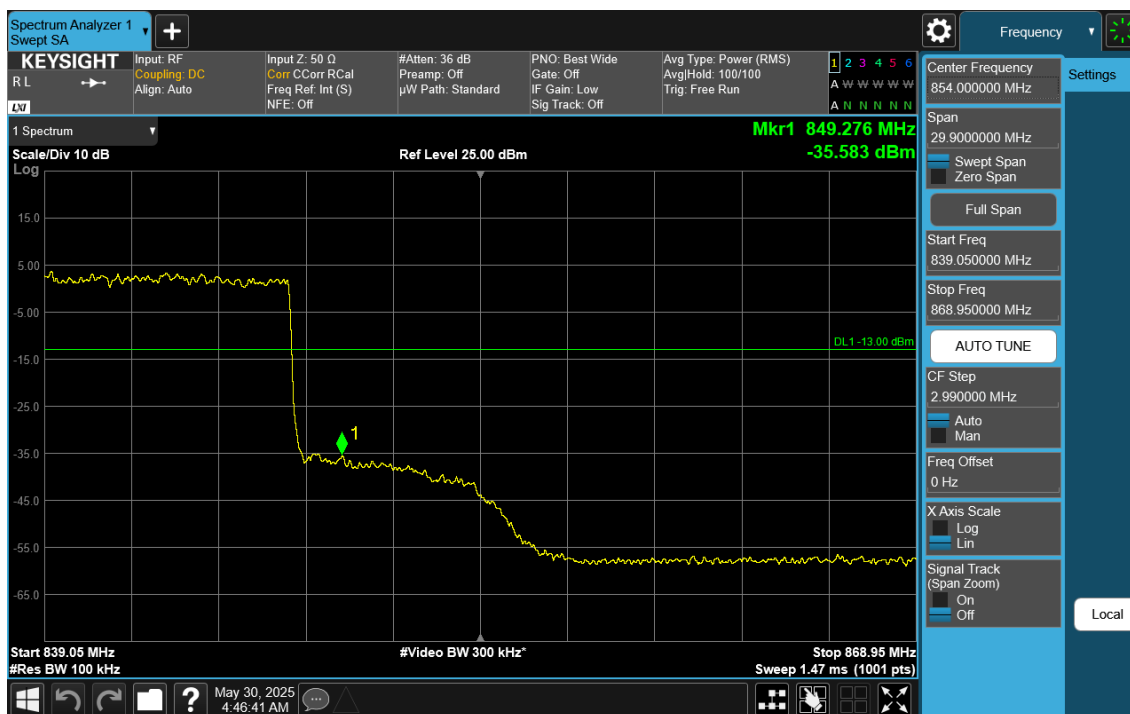 Spectrum Analyzer 1
Swept SA
+
Frequency
KEYSIGHT
R L
LXI
Input: RF
Coupling: DC
Align: Auto
Input Z: 50 Ω
Corr CCorr RCal
Freq Ref: Int (S)
NFE: Off
#Atten: 36 dB
Preamp: Off
µW Path: Standard
PNO: Best Wide
Gate: Off
IF Gain: Low
Sig Track: Off
Avg Type: Power (RMS)
Avg|Hold: 100/100
Trig: Free Run
1 2 3 4 5 6
A W W W W W
A N N N N N
1 Spectrum
Mkr1 849.276 MHz
-35.583 dBm
Scale/Div 10 dB
Ref Level 25.00 dBm
Log
15.0
5.00
-5.00
-15.0
-25.0
-35.0
-45.0
-55.0
-65.0
DL1 -13.00 dBm
1
Start 839.05 MHz
#Video BW 300 kHz*
Stop 868.95 MHz
#Res BW 100 kHz
Sweep 1.47 ms (1001 pts)
Center Frequency
854.000000 MHz
Settings
Span
29.9000000 MHz
Swept Span
Zero Span
Full Span
Start Freq
839.050000 MHz
Stop Freq
868.950000 MHz
AUTO TUNE
CF Step
2.990000 MHz
Auto
Man
Freq Offset
0 Hz
X Axis Scale
Log
Lin
Signal Track
(Span Zoom)
On
Off
Local
?
May 30, 2025
4:46:41 AM